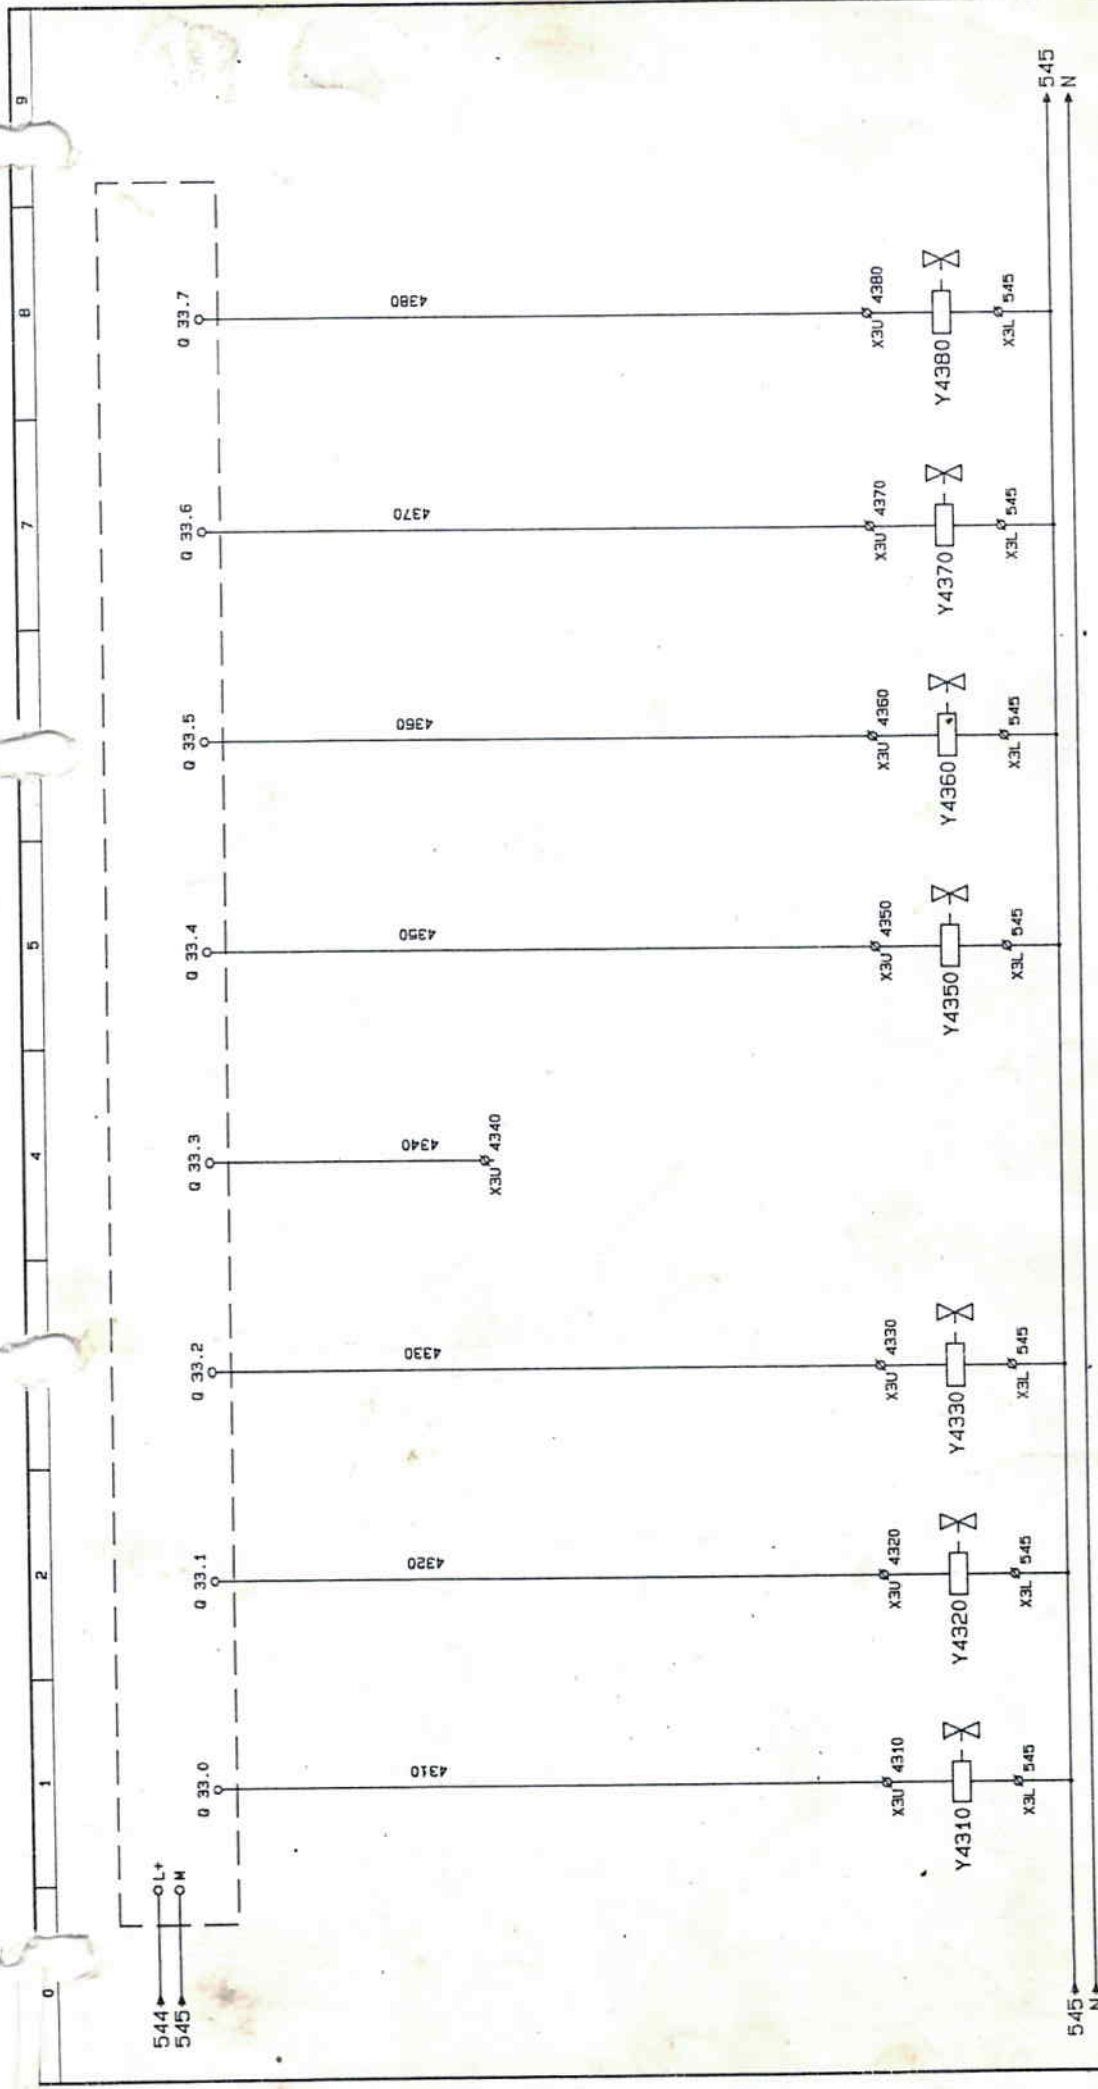 0 1 2 4 5 7 8 9
544 L+
545 M
Q 33.0 Q 33.1 Q 33.2 Q 33.3 Q 33.4 Q 33.5 Q 33.6 Q 33.7
4310 4320 4330 4340 4350 4360 4370 4380
X3U 4340
X3U 4310 X3U 4320 X3U 4330 X3U 4350 X3U 4360 X3U 4370 X3U 4380
Y4310 Y4320 Y4330 Y4350 Y4360 Y4370 Y4380
X3L 545 X3L 545 X3L 545 X3L 545 X3L 545 X3L 545 X3L 545
545 545
N N